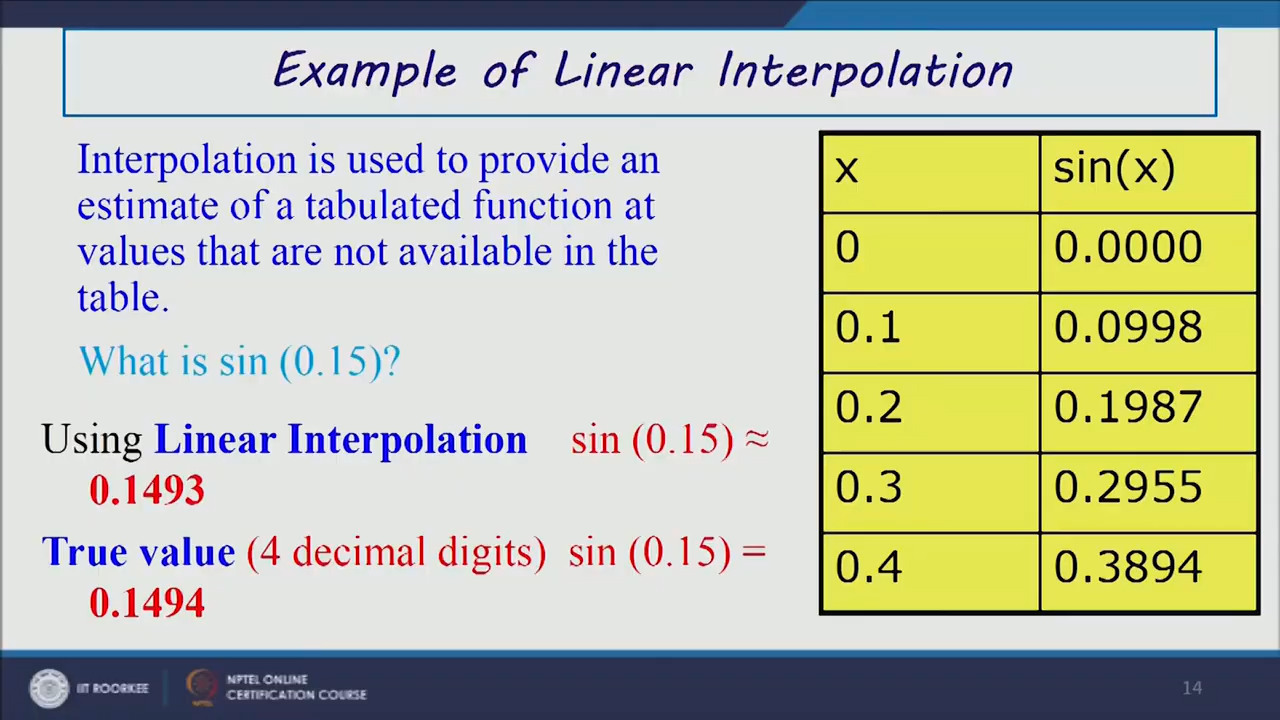 Example of Linear Interpolation
Interpolation is used to provide an
estimate of a tabulated function at
values that are not available in the
table.
What is sin (0.15)?
Using Linear Interpolation sin (0.15) ≈
0.1493
True value (4 decimal digits) sin (0.15) =
0.1494
x sin(x)
0 0.0000
0.1 0.0998
0.2 0.1987
0.3 0.2955
0.4 0.3894
IIT ROORKEE
NPTEL ONLINE
CERTIFICATION COURSE
14